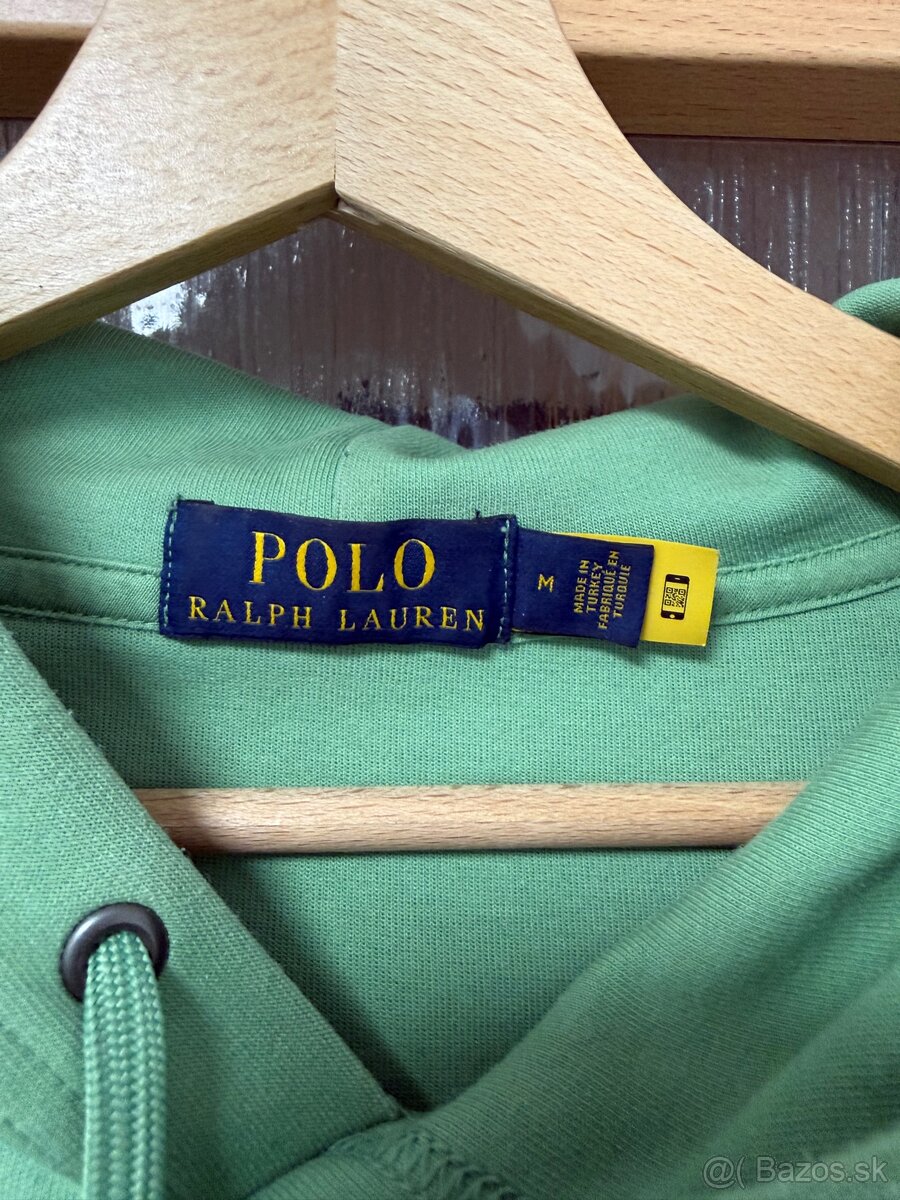 POLO
RALPH LAUREN
M
MADE IN
TURKEY
FABRIQUÉ EN
TURQUIE
@( Bazos.sk